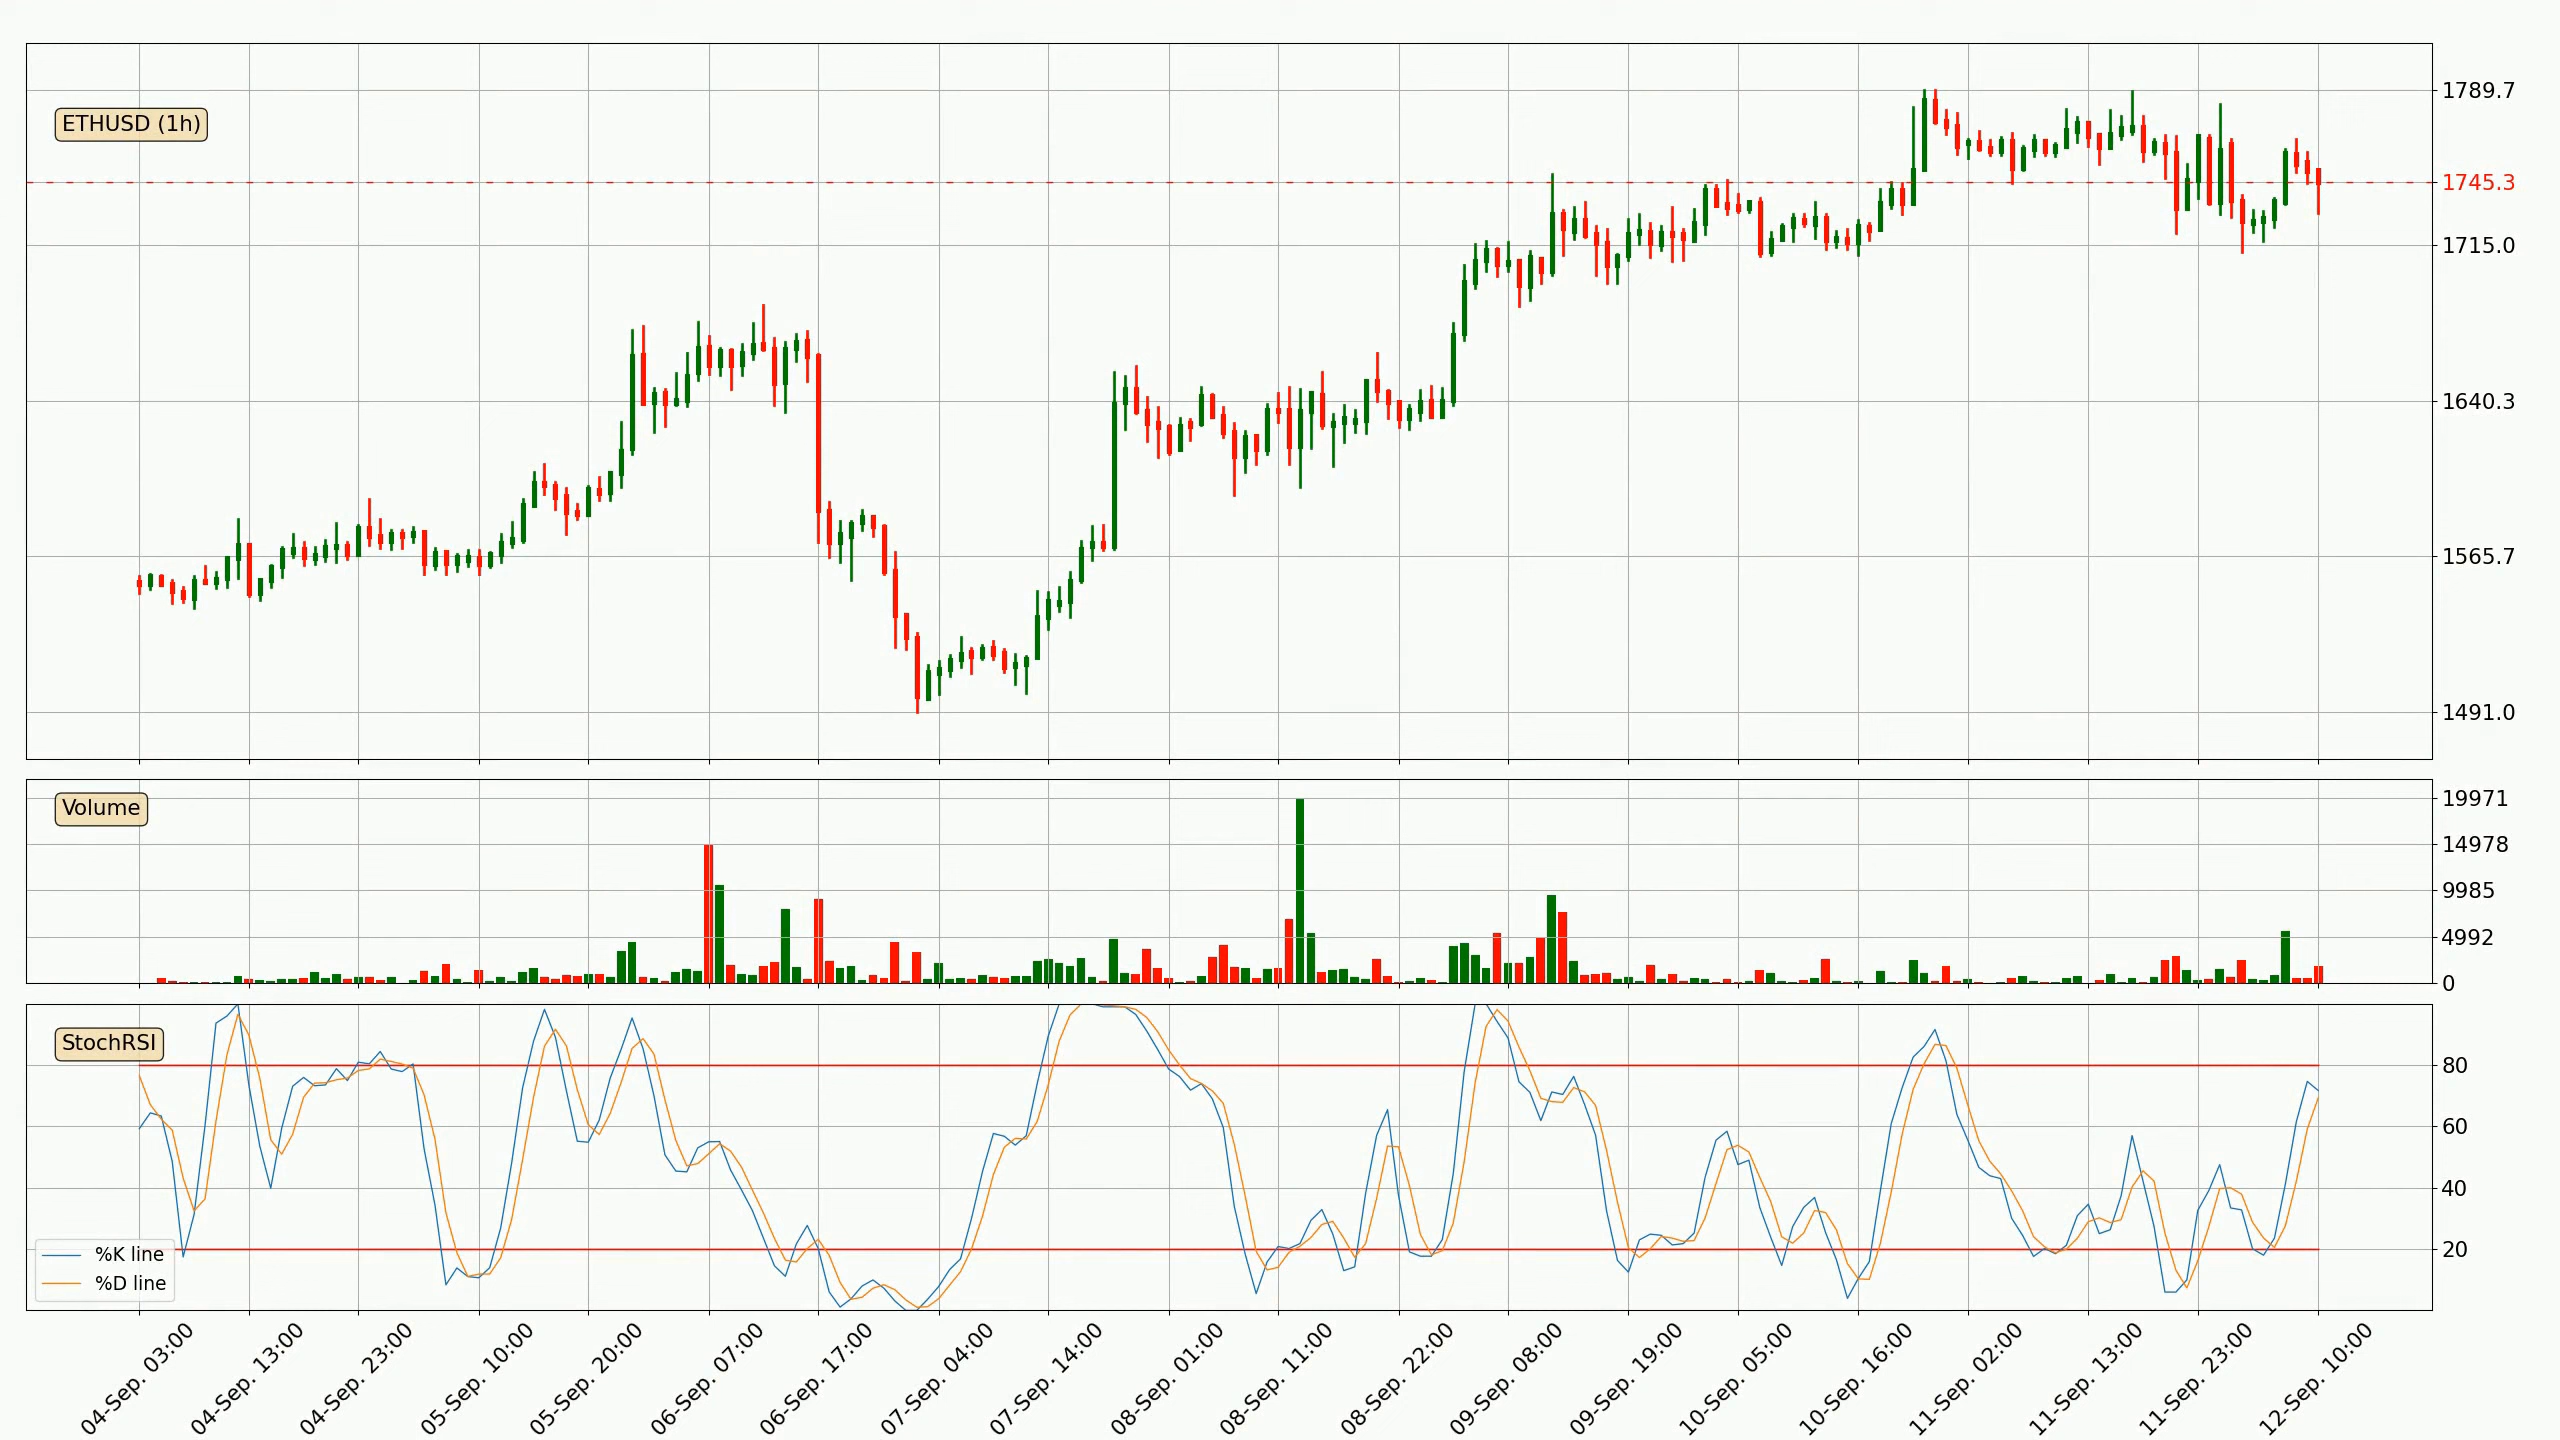 ETHUSD (1h)
1789.7
1745.3
1715.0
1640.3
1565.7
1491.0
Volume
19971
14978
9985
4992
0
StochRSI
80
60
40
20
%K line
%D line
04-Sep. 03:00
04-Sep. 13:00
04-Sep. 23:00
05-Sep. 10:00
05-Sep. 20:00
06-Sep. 07:00
06-Sep. 17:00
07-Sep. 04:00
07-Sep. 14:00
08-Sep. 01:00
08-Sep. 11:00
08-Sep. 22:00
09-Sep. 08:00
09-Sep. 19:00
10-Sep. 05:00
10-Sep. 16:00
11-Sep. 02:00
11-Sep. 13:00
11-Sep. 23:00
12-Sep. 10:00